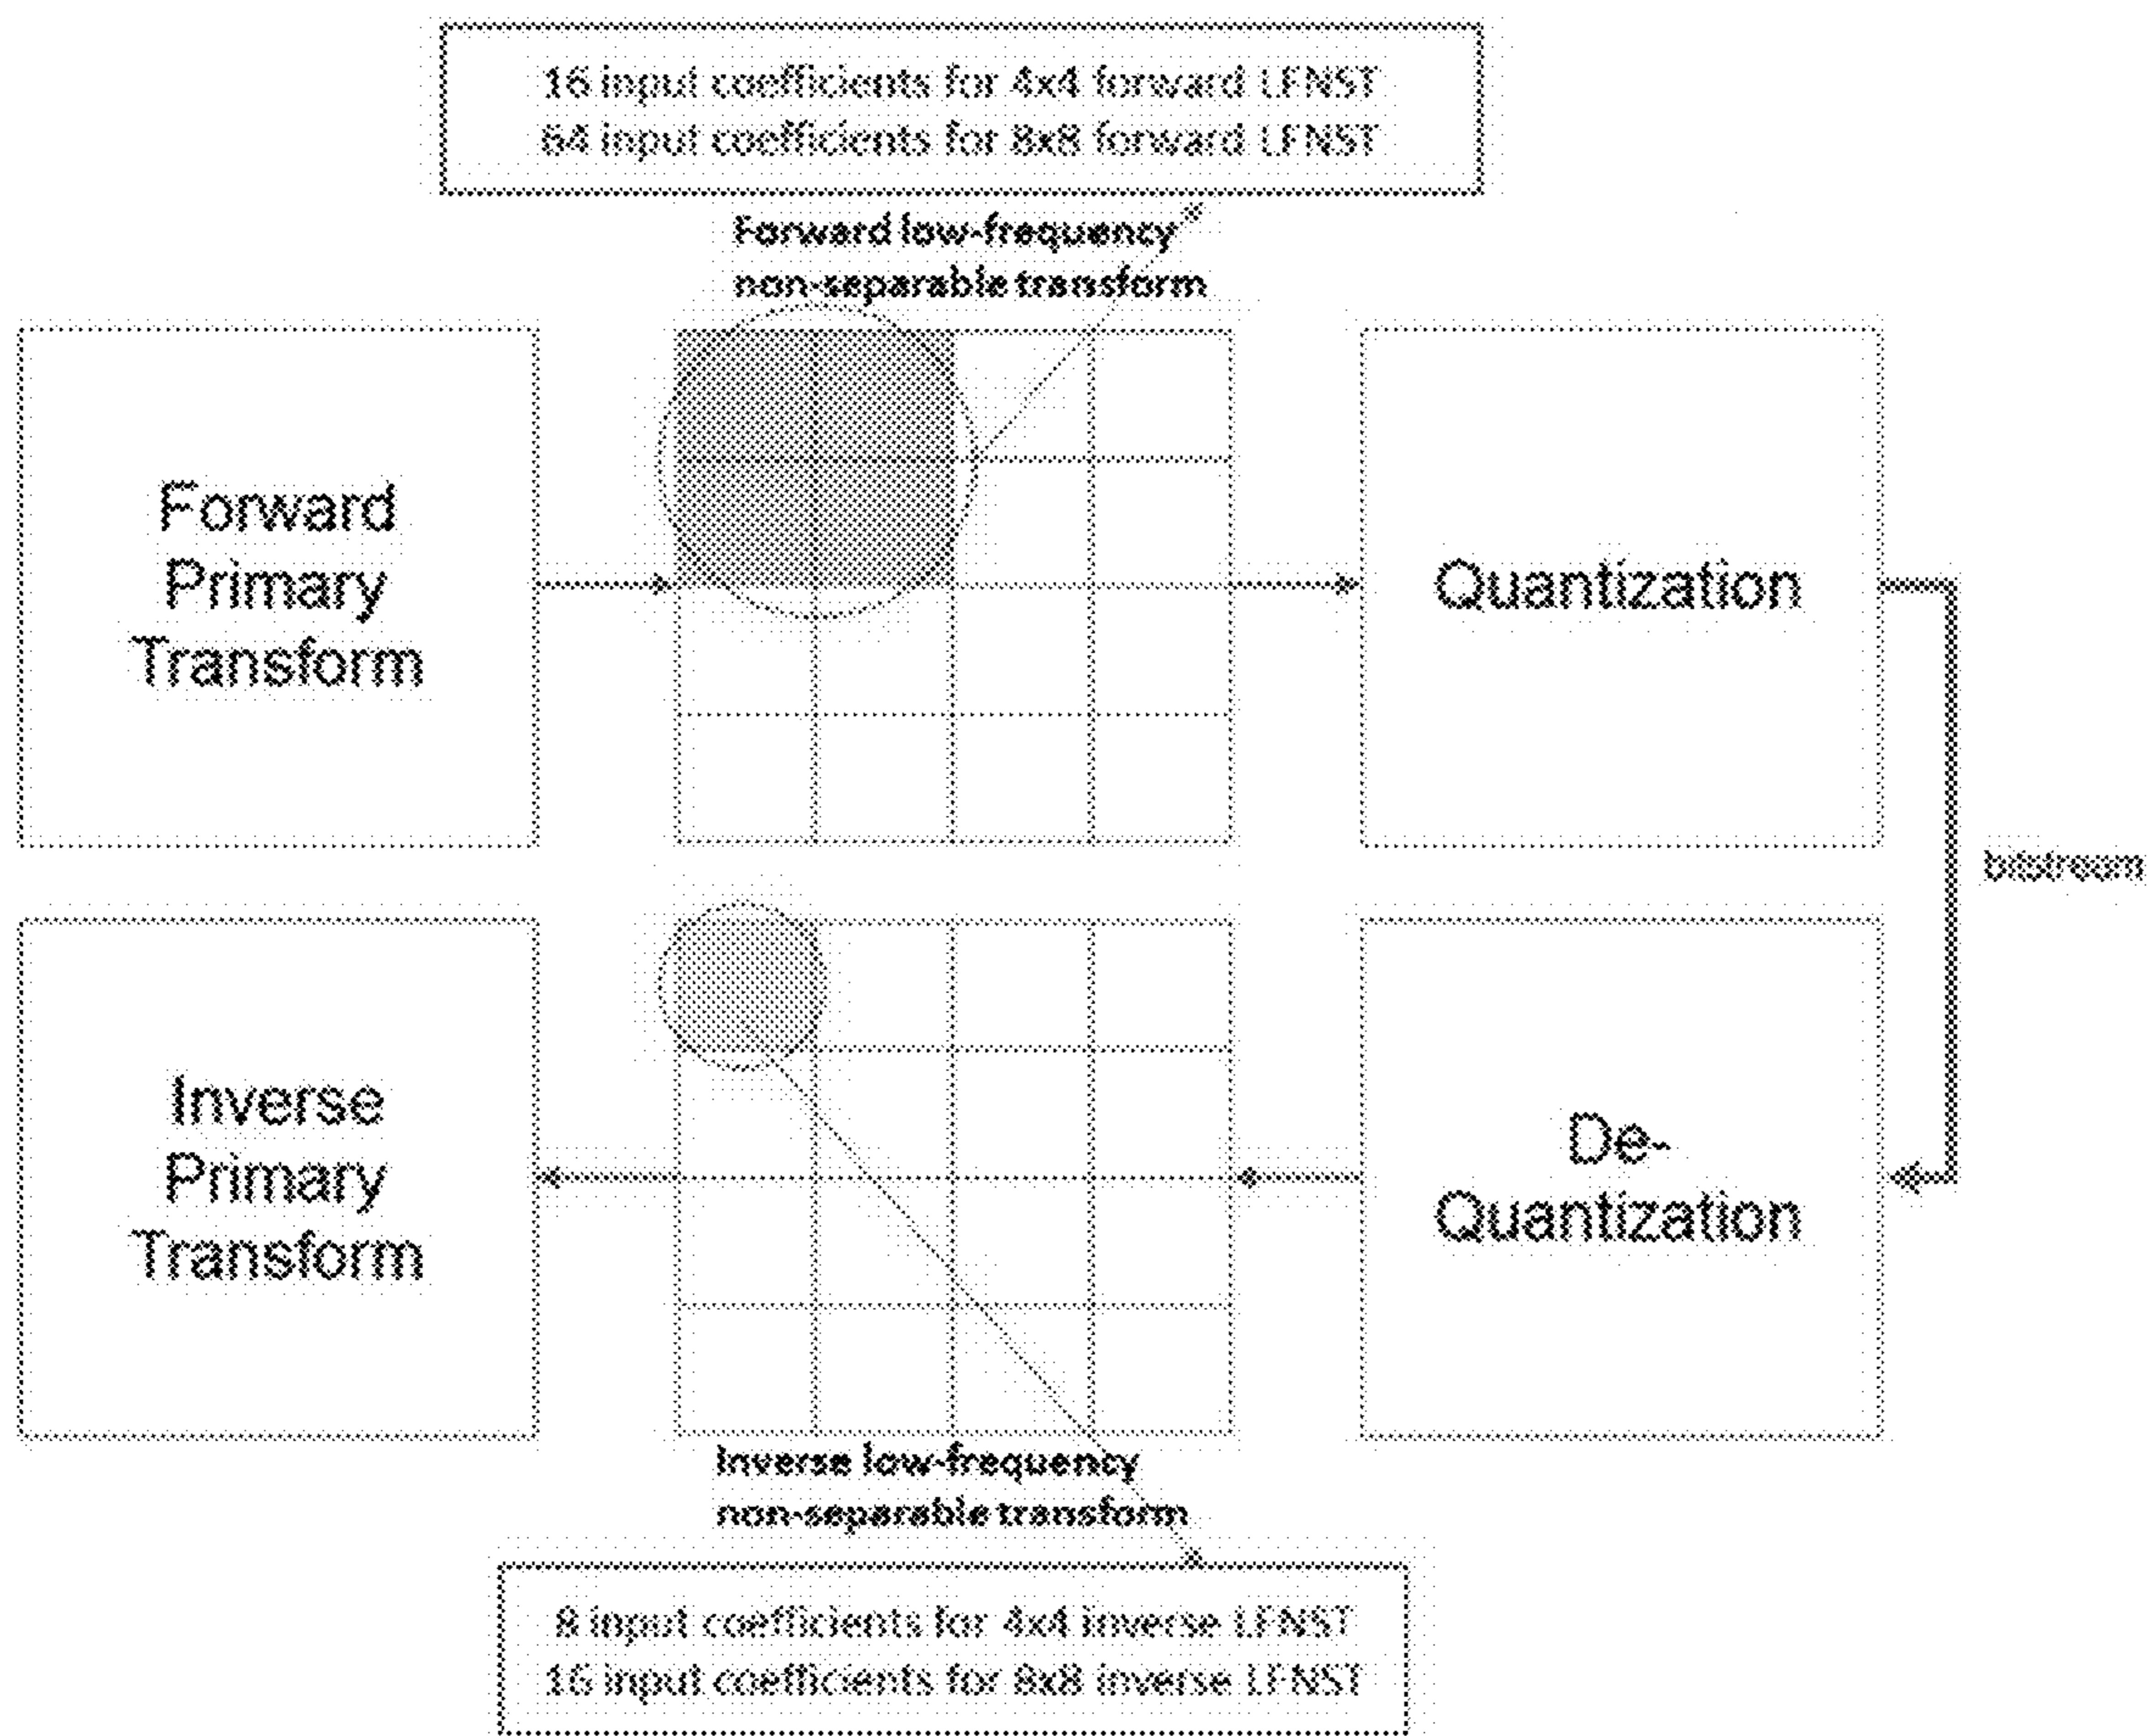 16 input coefficients for 4x4 forward LFNST
64 input coefficients for 8x8 forward LFNST
Forward low-frequency
non-separable transform
Forward
Primary
Transform
Quantization
bitstream
Inverse
Primary
Transform
De-
Quantization
Inverse low-frequency
non-separable transform
8 input coefficients for 4x4 inverse LFNST
16 input coefficients for 8x8 inverse LFNST